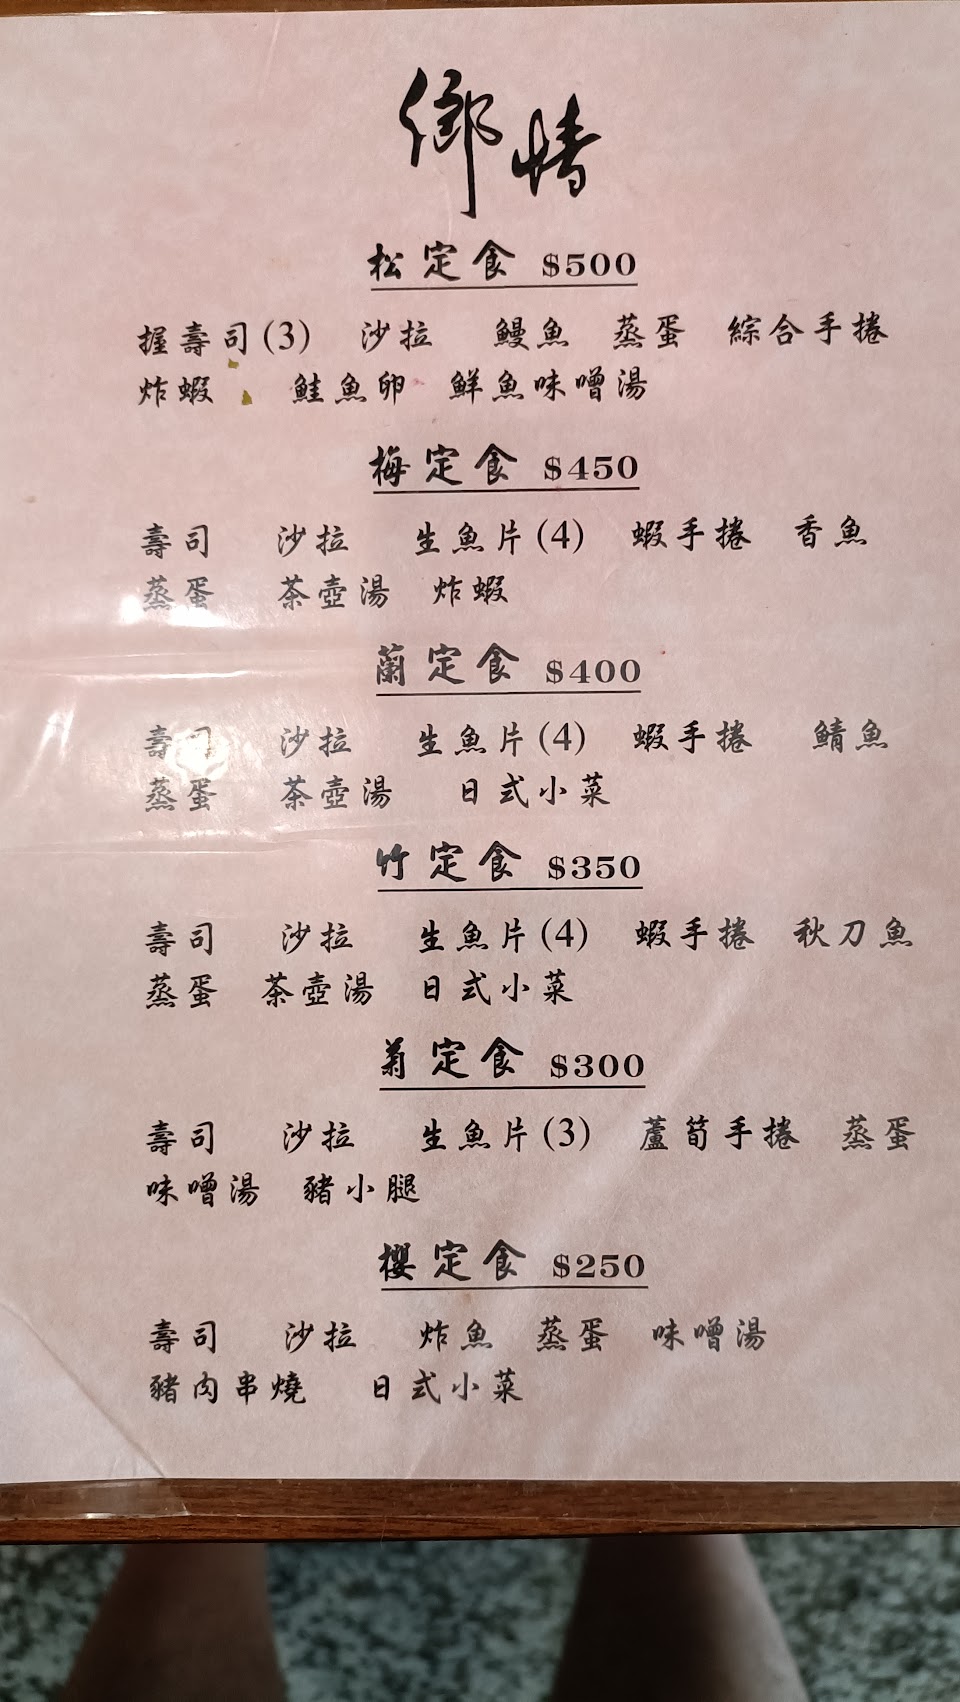 鄉情
松定食 $500
握壽司(3) 沙拉 鰻魚 蒸蛋 綜合手捲
炸蝦 鮭魚卵 鮮魚味噌湯
梅定食 $450
壽司 沙拉 生魚片(4) 蝦手捲 香魚
蒸蛋 茶壺湯 炸蝦
蘭定食 $400
壽司 沙拉 生魚片(4) 蝦手捲 鯖魚
蒸蛋 茶壺湯 日式小菜
竹定食 $350
壽司 沙拉 生魚片(4) 蝦手捲 秋刀魚
蒸蛋 茶壺湯 日式小菜
菊定食 $300
壽司 沙拉 生魚片(3) 蘆筍手捲 蒸蛋
味噌湯 豬小腿
櫻定食 $250
壽司 沙拉 炸魚 蒸蛋 味噌湯
豬肉串燒 日式小菜